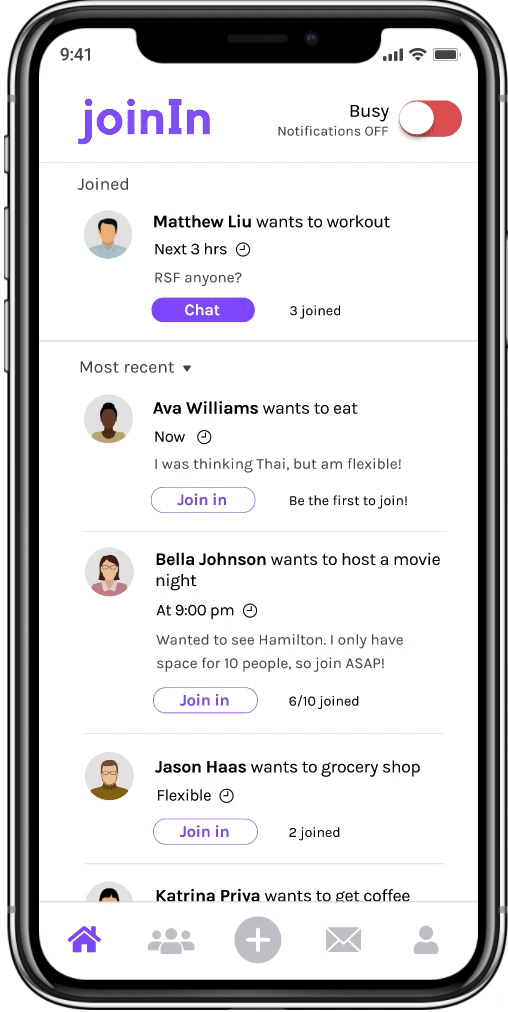 9:41
joinIn
Busy
Notifications OFF
Joined
Matthew Liu wants to workout
Next 3 hrs
RSF anyone?
Chat
3 joined
Most recent ▼
Ava Williams wants to eat
Now
I was thinking Thai, but am flexible!
Join in
Be the first to join!
Bella Johnson wants to host a movie
night
At 9:00 pm
Wanted to see Hamilton. I only have
space for 10 people, so join ASAP!
Join in
6/10 joined
Jason Haas wants to grocery shop
Flexible
Join in
2 joined
Katrina Priya wants to get coffee